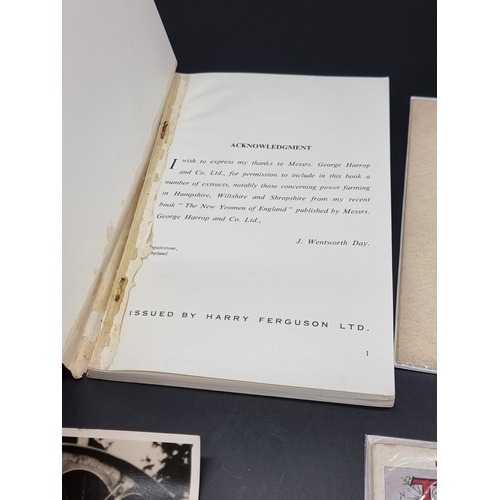 ACKNOWLEDGMENT
I wish to express my thanks to Messrs. George Harrop
and Co. Ltd., for permission to include in this book a
number of extracts, notably those concerning power farming
in Hampshire, Wiltshire and Shropshire from my recent
book "The New Yeomen of England" published by Messrs.
George Harrop and Co. Ltd.,
J. Wentworth Day.
ngland.
ISSUED BY HARRY FERGUSON LTD.
1